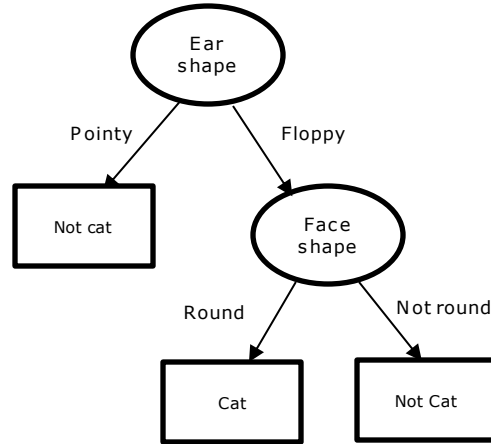 Ear
shape
Pointy
Floppy
Not cat
Face
shape
Round
Not round
Cat
Not Cat